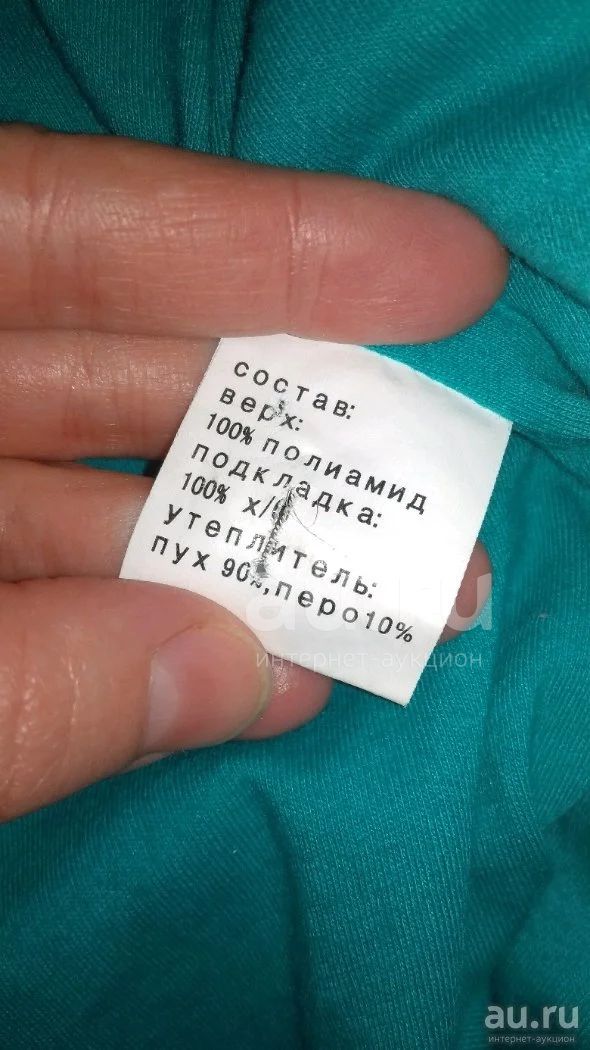 состав:
верх:
100% полиамид
подкладка:
100% х/б
утеплитель:
пух 90%,перо10%
au.ru
интернет-аукцион
au.ru
интернет-аукцион